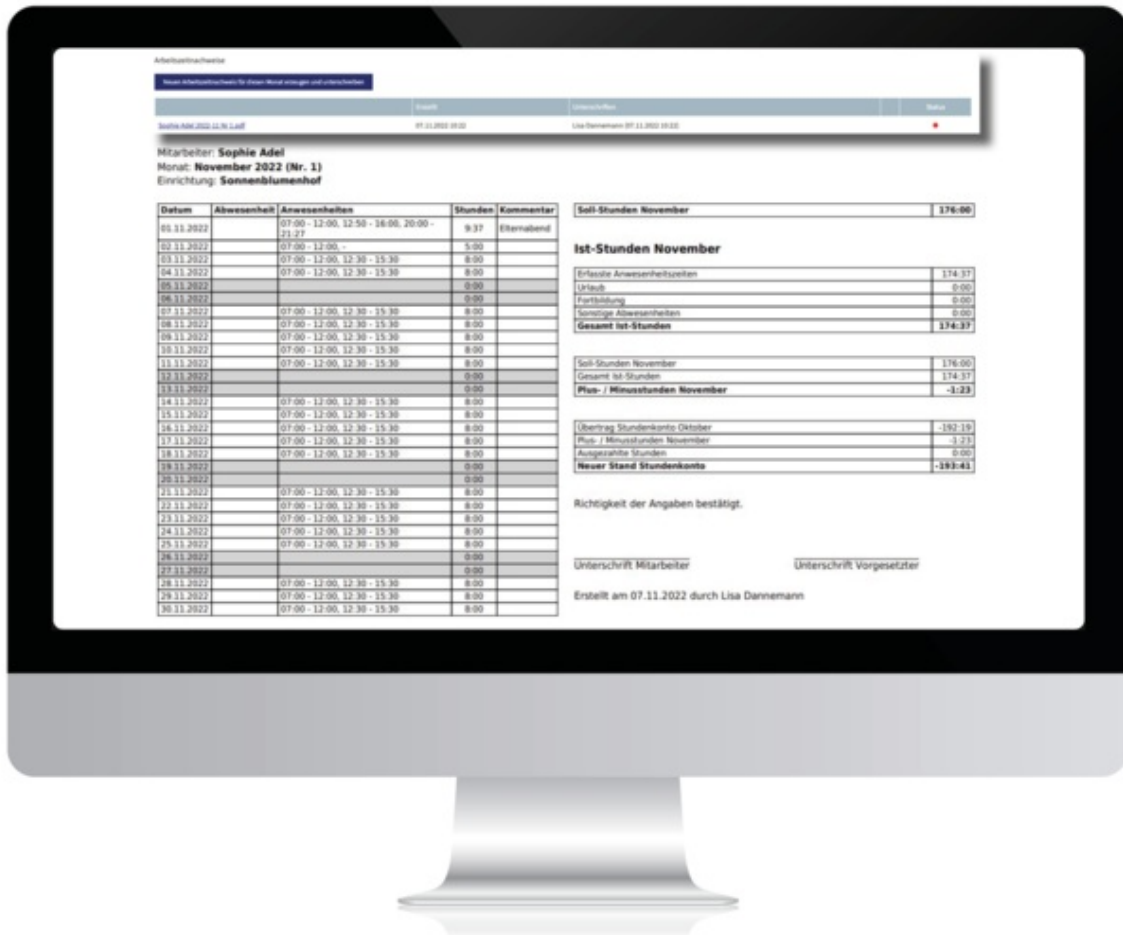 Arbeitszeitnachweise
Neuen Arbeitszeitnachweis für diesen Monat erzeugen und unterschreiben
Erstellt Unterschriften Status
Sophie Adel 2022-11 Nr 1.pdf 07.11.2022 10:22 Lisa Dannemann (07.11.2022 10:22)
Mitarbeiter: Sophie Adel
Monat: November 2022 (Nr. 1)
Einrichtung: Sonnenblumenhof
Datum Abwesenheit Anwesenheiten Stunden Kommentar
01.11.2022 07:00 - 12:00, 12:50 - 16:00, 20:00 -
21:27 9:37 Elternabend
02.11.2022 07:00 - 12:00, - 5:00
03.11.2022 07:00 - 12:00, 12:30 - 15:30 8:00
04.11.2022 07:00 - 12:00, 12:30 - 15:30 8:00
05.11.2022 0:00
06.11.2022 0:00
07.11.2022 07:00 - 12:00, 12:30 - 15:30 8:00
08.11.2022 07:00 - 12:00, 12:30 - 15:30 8:00
09.11.2022 07:00 - 12:00, 12:30 - 15:30 8:00
10.11.2022 07:00 - 12:00, 12:30 - 15:30 8:00
11.11.2022 07:00 - 12:00, 12:30 - 15:30 8:00
12.11.2022 0:00
13.11.2022 0:00
14.11.2022 07:00 - 12:00, 12:30 - 15:30 8:00
15.11.2022 07:00 - 12:00, 12:30 - 15:30 8:00
16.11.2022 07:00 - 12:00, 12:30 - 15:30 8:00
17.11.2022 07:00 - 12:00, 12:30 - 15:30 8:00
18.11.2022 07:00 - 12:00, 12:30 - 15:30 8:00
19.11.2022 0:00
20.11.2022 0:00
21.11.2022 07:00 - 12:00, 12:30 - 15:30 8:00
22.11.2022 07:00 - 12:00, 12:30 - 15:30 8:00
23.11.2022 07:00 - 12:00, 12:30 - 15:30 8:00
24.11.2022 07:00 - 12:00, 12:30 - 15:30 8:00
25.11.2022 07:00 - 12:00, 12:30 - 15:30 8:00
26.11.2022 0:00
27.11.2022 0:00
28.11.2022 07:00 - 12:00, 12:30 - 15:30 8:00
29.11.2022 07:00 - 12:00, 12:30 - 15:30 8:00
30.11.2022 07:00 - 12:00, 12:30 - 15:30 8:00
Soll-Stunden November 176:00
Ist-Stunden November
Erfasste Anwesenheitszeiten 174:37
Urlaub 0:00
Fortbildung 0:00
Sonstige Abwesenheiten 0:00
Gesamt Ist-Stunden 174:37
Soll-Stunden November 176:00
Gesamt Ist-Stunden 174:37
Plus- / Minusstunden November -1:23
Übertrag Stundenkonto Oktober -192:19
Plus- / Minusstunden November -1:23
Ausgezahlte Stunden 0:00
Neuer Stand Stundenkonto -193:41
Richtigkeit der Angaben bestätigt.
Unterschrift Mitarbeiter Unterschrift Vorgesetzter
Erstellt am 07.11.2022 durch Lisa Dannemann